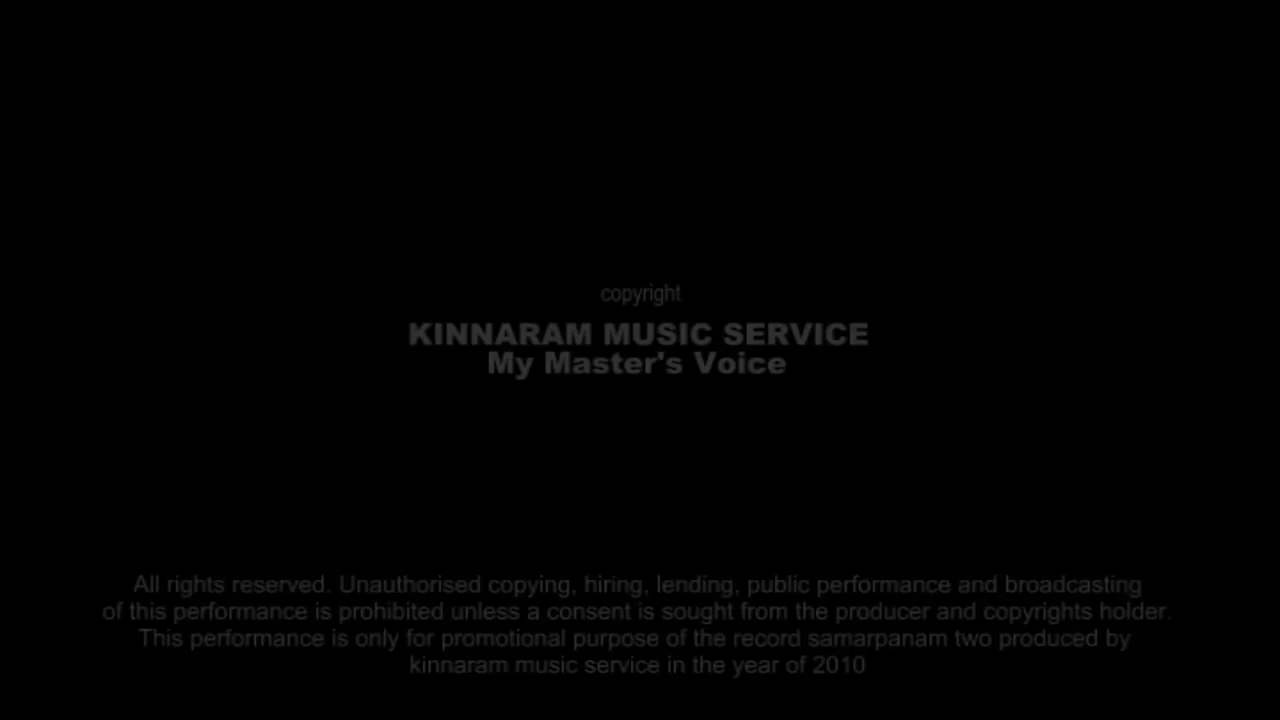 copyright
KINNARAM MUSIC SERVICE
My Master's Voice
All rights reserved. Unauthorised copying, hiring, lending, public performance and broadcasting
of this performance is prohibited unless a consent is sought from the producer and copyrights holder.
This performance is only for promotional purpose of the record samarpanam two produced by
kinnaram music service in the year of 2010